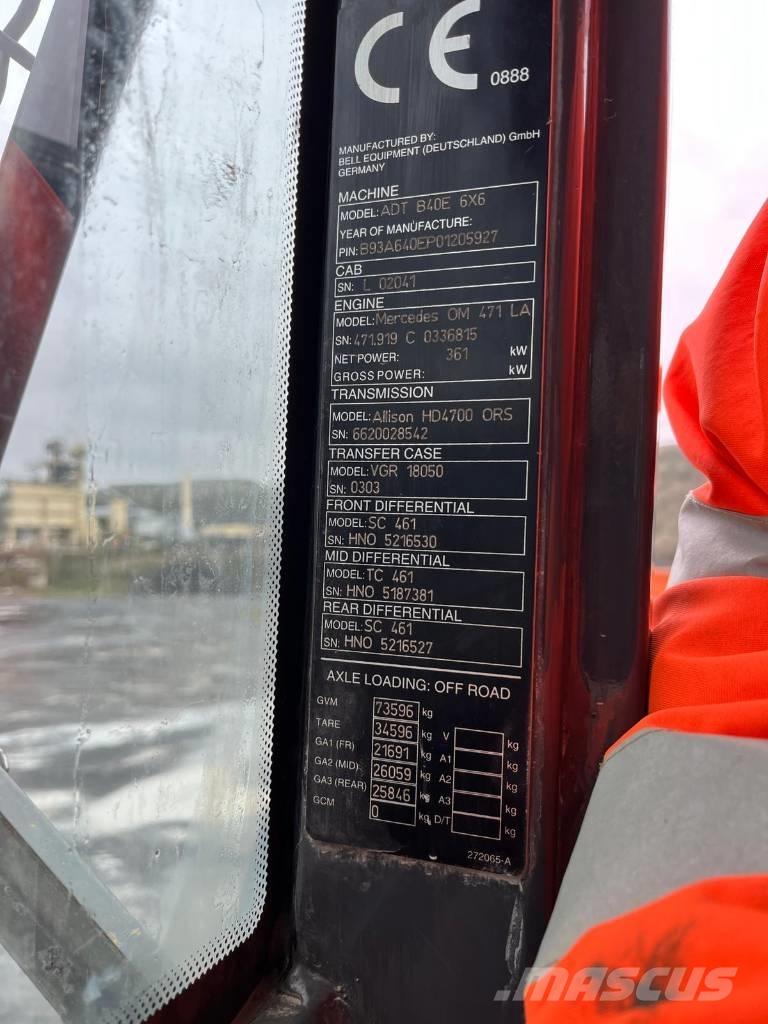 CE 0888
MANUFACTURED BY:
BELL EQUIPMENT (DEUTSCHLAND) GmbH
GERMANY
MACHINE
MODEL: ADT B40E 6X6
YEAR OF MANUFACTURE:
PIN: B93A640EP01205927
CAB
SN: L 02041
ENGINE
MODEL: Mercedes OM 471 LA
SN: 471.919 C 0336815
NET POWER: 361 kW
GROSS POWER: kW
TRANSMISSION
MODEL: Allison HD4700 ORS
SN: 6620028542
TRANSFER CASE
MODEL: VGR 18050
SN: 0303
FRONT DIFFERENTIAL
MODEL: SC 461
SN: HNO 5216530
MID DIFFERENTIAL
MODEL: TC 461
SN: HNO 5187381
REAR DIFFERENTIAL
MODEL: SC 461
SN: HNO 5216527
AXLE LOADING: OFF ROAD
GVM 73596 kg
TARE 34596 kg V kg
GA1 (FR) 21691 kg A1 kg
GA2 (MID) 26059 kg A2 kg
GA3 (REAR) 25846 kg A3 kg
GCM 0 kg D/T kg
272065-A
MASCUS